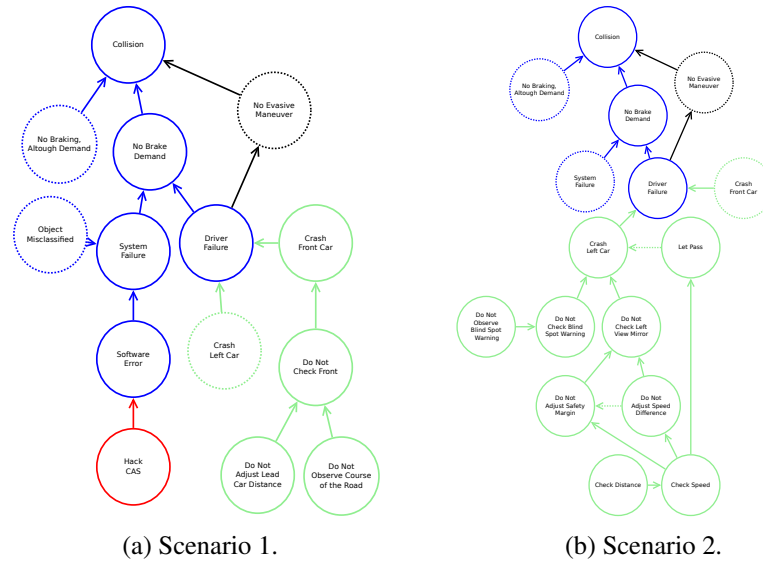 Collision
No Braking,
Altough Demand
No Evasive
Maneuver
No Brake
Demand
Object
Misclassified
System
Failure
Driver
Failure
Crash
Front Car
Software
Error
Crash
Left Car
Do Not
Check Front
Hack
CAS
Do Not
Adjust Lead
Car Distance
Do Not
Observe Course
of the Road
(a) Scenario 1.
Collision
No Braking,
Altough Demand
No Evasive
Maneuver
No Brake
Demand
System
Failure
Driver
Failure
Crash
Front Car
Crash
Left Car
Let Pass
Do Not
Observe
Blind Spot
Warning
Do Not
Check Blind
Spot Warning
Do Not
Check Left
View Mirror
Do Not
Adjust Safety
Margin
Do Not
Adjust Speed
Difference
Check Distance
Check Speed
(b) Scenario 2.